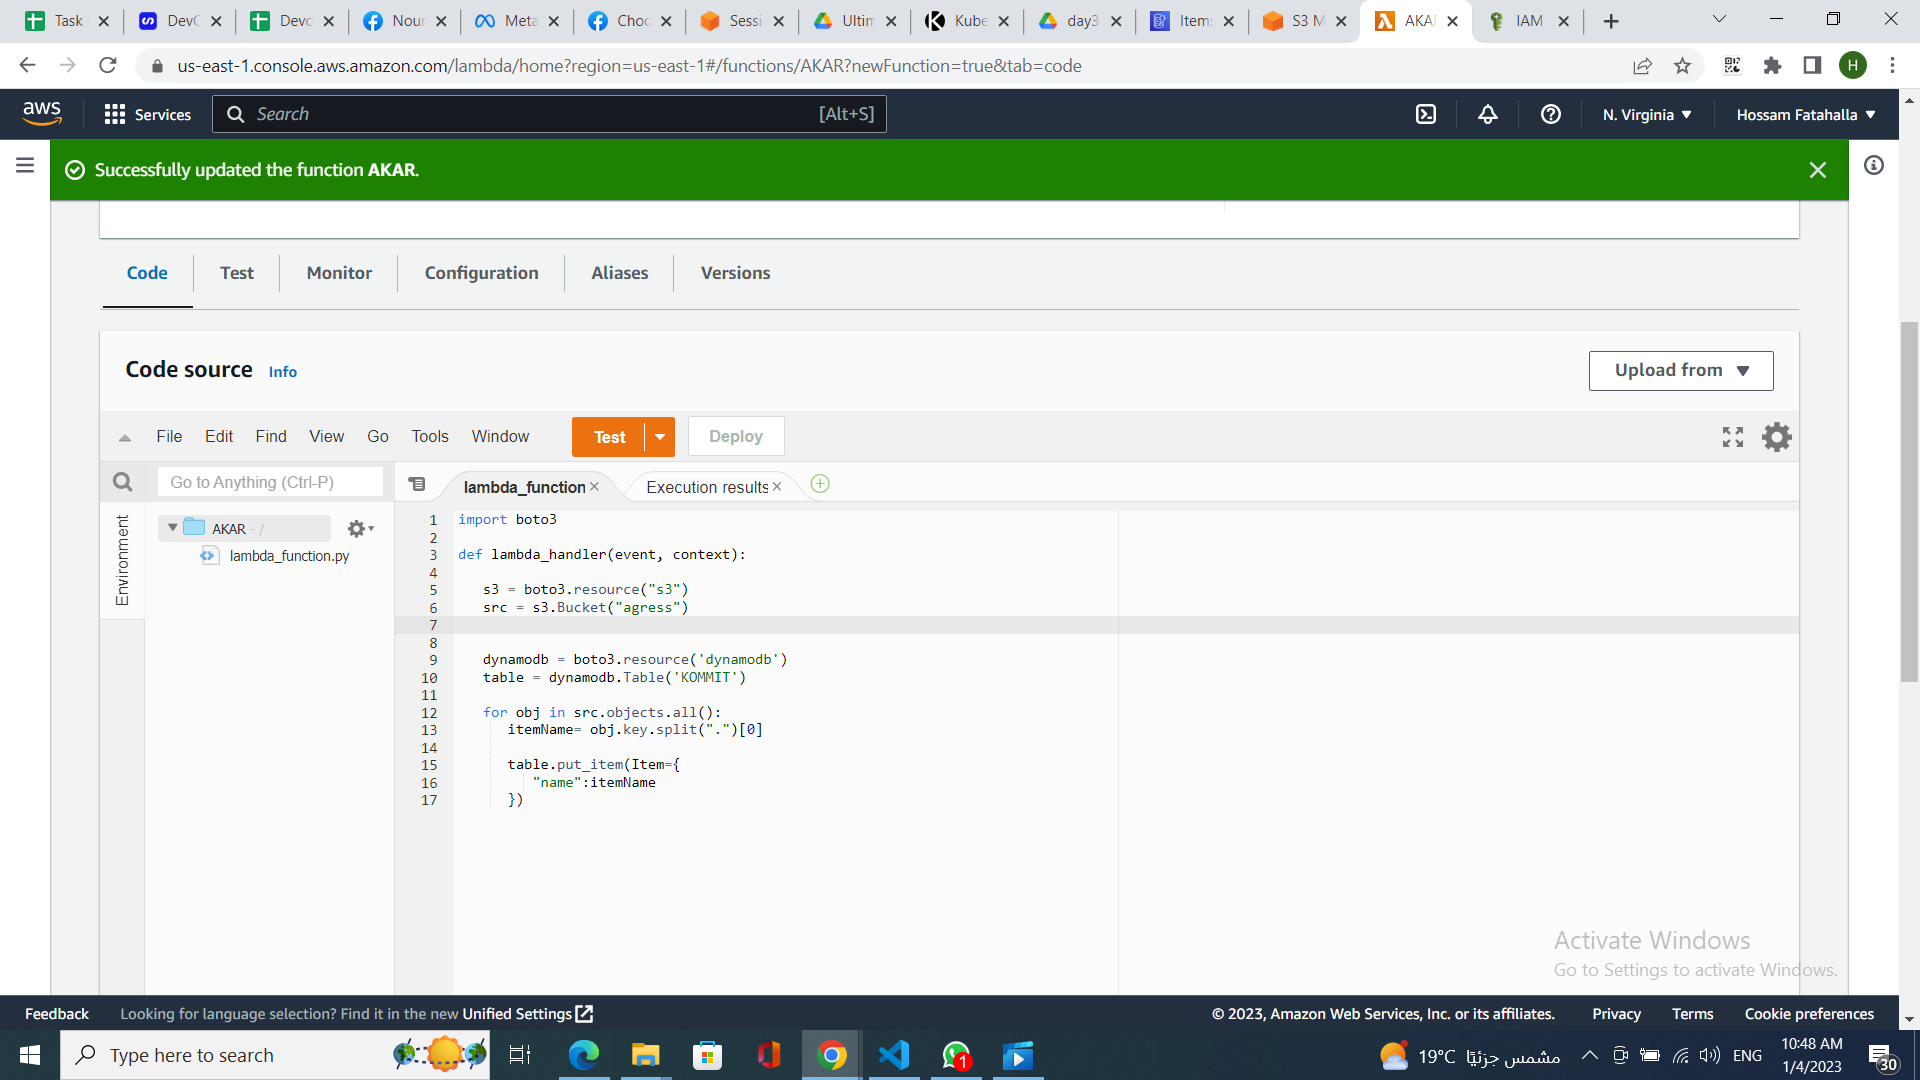 Task
DevO
Devo
Nour
Meta
Choc
Sessi
Ultim
Kube
day3
Item
S3 M
AKA
IAM
us-east-1.console.aws.amazon.com/lambda/home?region=us-east-1#/functions/AKAR?newFunction=true&tab=code
H
aws
Services
Search
[Alt+S]
N. Virginia
Hossam Fatahalla
Successfully updated the function AKAR.
Code
Test
Monitor
Configuration
Aliases
Versions
Code source Info
Upload from
File Edit Find View Go Tools Window
Test
Deploy
Go to Anything (Ctrl-P)
lambda_function
Execution results
Environment
AKAR - /
lambda_function.py
1 import boto3
2
3 def lambda_handler(event, context):
4
5 s3 = boto3.resource("s3")
6 src = s3.Bucket("agress")
7
8
9 dynamodb = boto3.resource('dynamodb')
10 table = dynamodb.Table('KOMMIT')
11
12 for obj in src.objects.all():
13 itemName= obj.key.split(".")[0]
14
15 table.put_item(Item={
16 "name":itemName
17 })
Activate Windows
Go to Settings to activate Windows.
Feedback
Looking for language selection? Find it in the new Unified Settings
© 2023, Amazon Web Services, Inc. or its affiliates.
Privacy
Terms
Cookie preferences
Type here to search
1
19°C مشمس جزئيًا
ENG
10:48 AM
1/4/2023
30